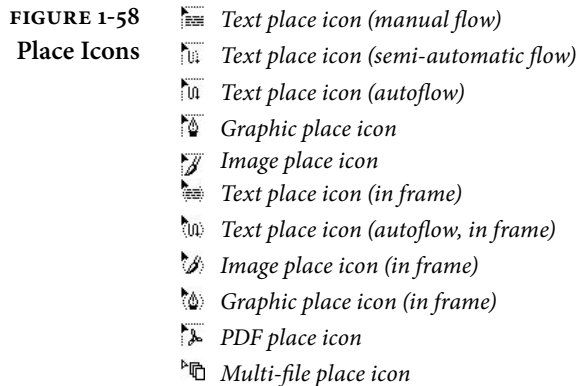 FIGURE 1-58
Place Icons
Text place icon (manual flow)
Text place icon (semi-automatic flow)
Text place icon (autoflow)
Graphic place icon
Image place icon
Text place icon (in frame)
Text place icon (autoflow, in frame)
Image place icon (in frame)
Graphic place icon (in frame)
PDF place icon
Multi-file place icon